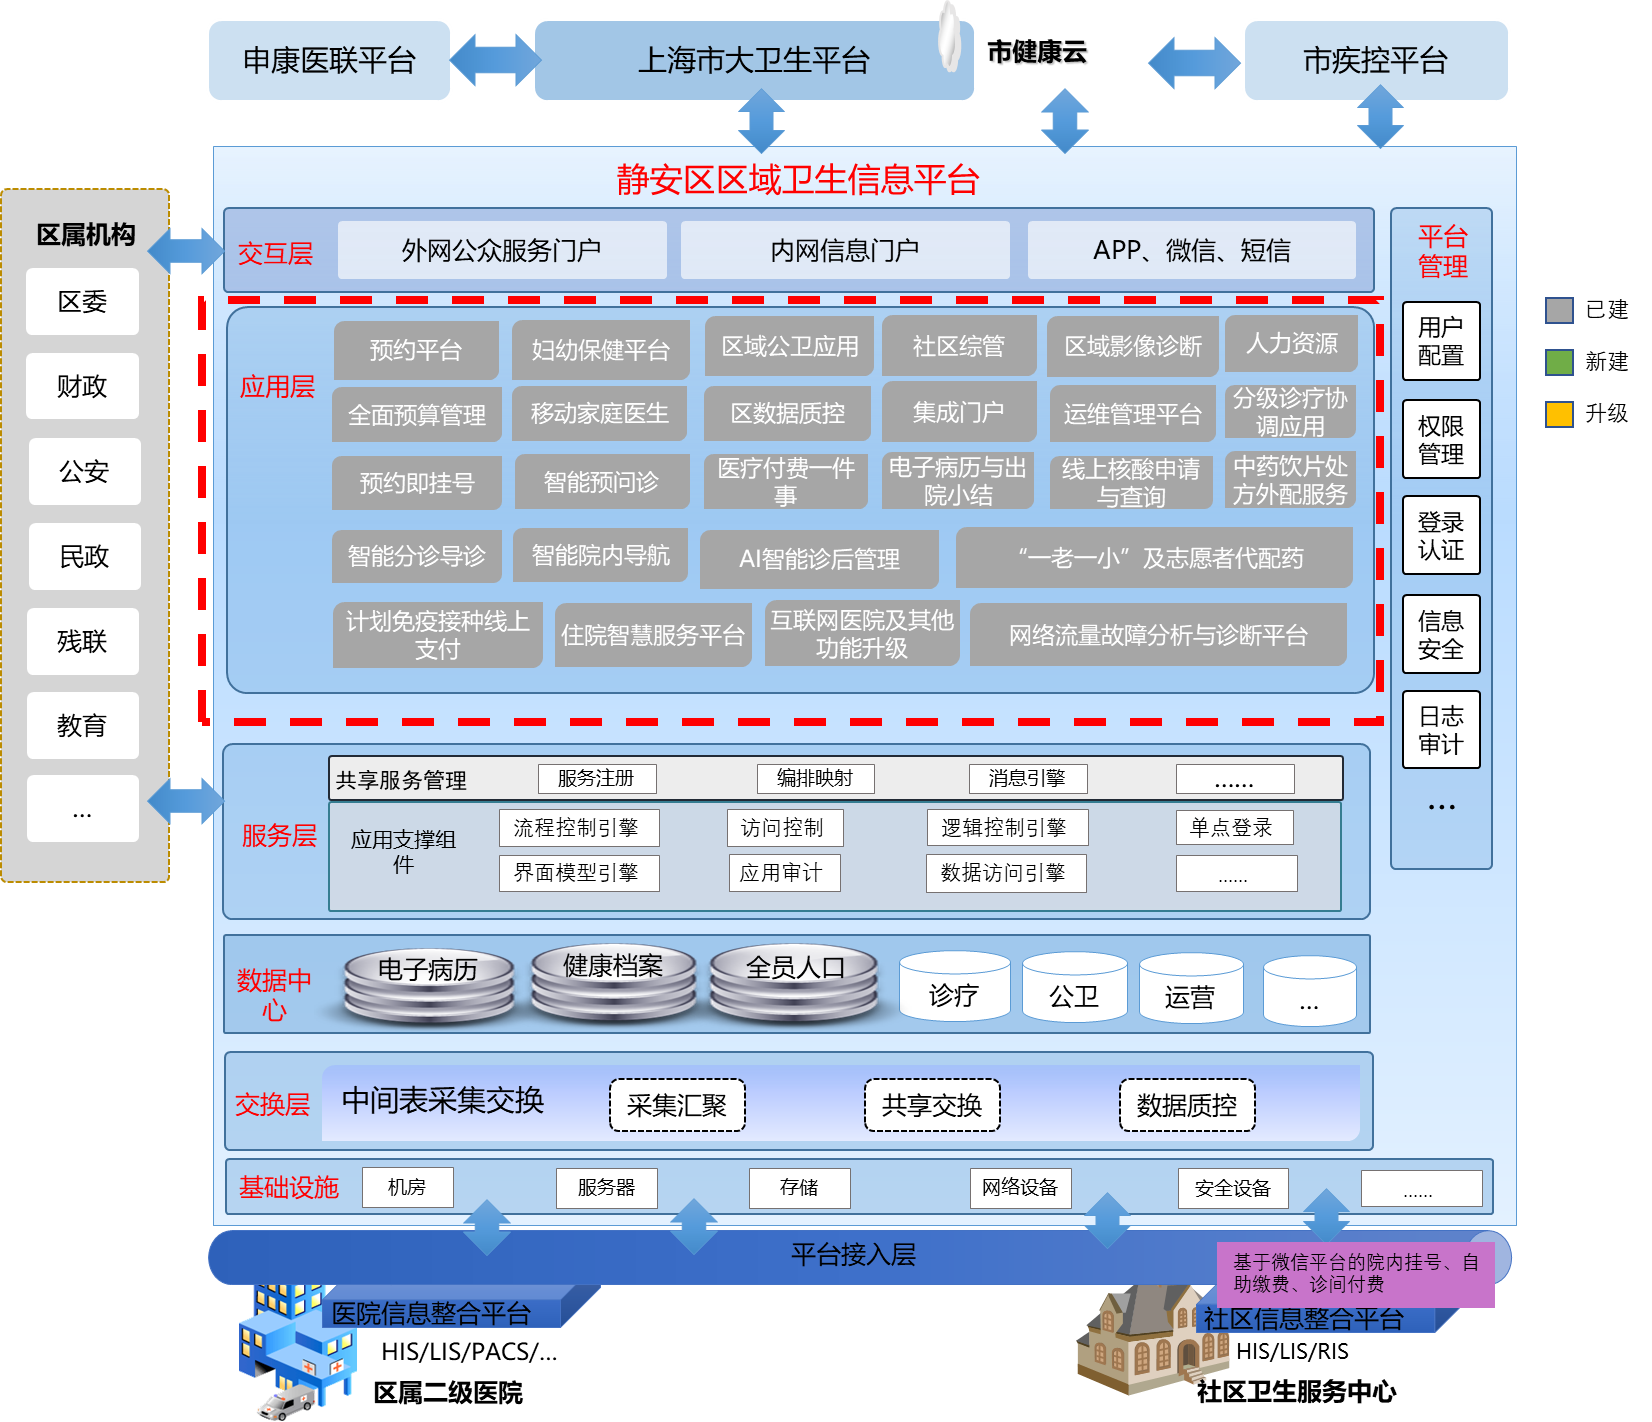 申康医联平台
上海市大卫生平台
市健康云
市疾控平台
静安区区域卫生信息平台
区属机构
区委
财政
公安
民政
残联
教育
...
交互层
外网公众服务门户
内网信息门户
APP、微信、短信
应用层
预约平台
妇幼保健平台
区域公卫应用
社区综管
区域影像诊断
人力资源
全面预算管理
移动家庭医生
区数据质控
集成门户
运维管理平台
分级诊疗协
调应用
预约即挂号
智能预问诊
医疗付费一件
事
电子病历与出
院小结
线上核酸申请
与查询
中药饮片处
方外配服务
智能分诊导诊
智能院内导航
AI智能诊后管理
“一老一小”及志愿者代配药
计划免疫接种线上
支付
住院智慧服务平台
互联网医院及其他
功能升级
网络流量故障分析与诊断平台
平台
管理
用户
配置
权限
管理
登录
认证
信息
安全
日志
审计
...
已建
新建
升级
服务层
共享服务管理
服务注册
编排映射
消息引擎
......
应用支撑组
件
流程控制引擎
访问控制
逻辑控制引擎
单点登录
界面模型引擎
应用审计
数据访问引擎
......
数据中
心
电子病历
健康档案
全员人口
诊疗
公卫
运营
...
交换层
中间表采集交换
采集汇聚
共享交换
数据质控
基础设施
机房
服务器
存储
网络设备
安全设备
......
平台接入层
基于微信平台的院内挂号、自
助缴费、诊间付费
医院信息整合平台
HIS/LIS/PACS/...
区属二级医院
社区信息整合平台
HIS/LIS/RIS
社区卫生服务中心